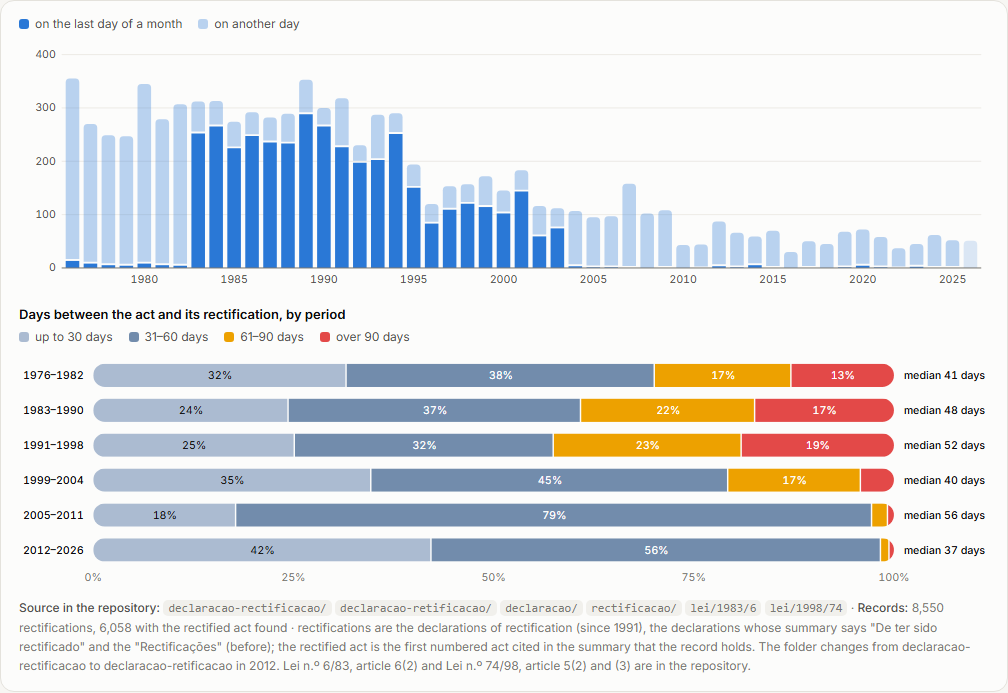 on the last day of a month on another day
400
300
200
100
0
1980 1985 1990 1995 2000 2005 2010 2015 2020 2025
Days between the act and its rectification, by period
up to 30 days 31–60 days 61–90 days over 90 days
1976–1982 32% 38% 17% 13% median 41 days
1983–1990 24% 37% 22% 17% median 48 days
1991–1998 25% 32% 23% 19% median 52 days
1999–2004 35% 45% 17% median 40 days
2005–2011 18% 79% median 56 days
2012–2026 42% 56% median 37 days
0% 25% 50% 75% 100%
Source in the repository: declaracao-rectificacao/ declaracao-retificacao/ declaracao/ rectificacao/ lei/1983/6 lei/1998/74 · Records: 8,550
rectifications, 6,058 with the rectified act found · rectifications are the declarations of rectification (since 1991), the declarations whose summary says "De ter sido
rectificado" and the "Rectificações" (before); the rectified act is the first numbered act cited in the summary that the record holds. The folder changes from declaracao-
rectificacao to declaracao-retificacao in 2012. Lei n.º 6/83, article 6(2) and Lei n.º 74/98, article 5(2) and (3) are in the repository.